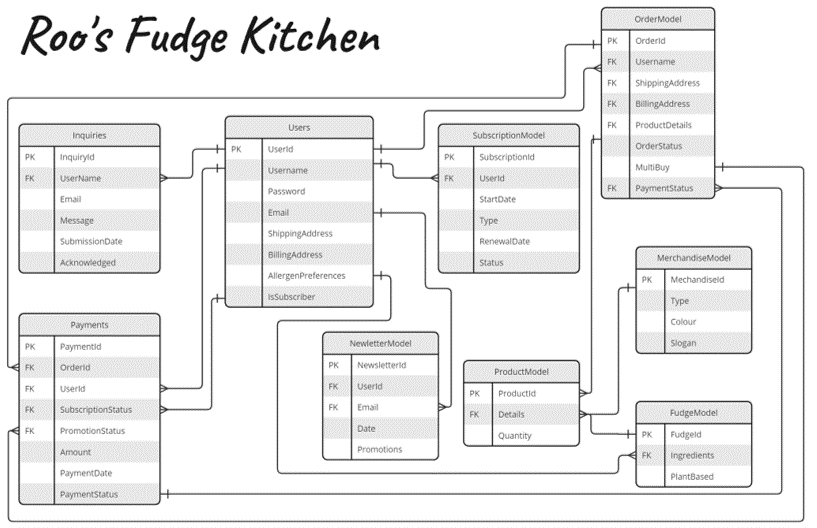 Roo's Fudge Kitchen
OrderModel
PK OrderId
FK Username
FK ShippingAddress
FK BillingAddress
FK ProductDetails
OrderStatus
MultiBuy
FK PaymentStatus
Inquiries
PK InquiryId
FK UserName
Email
Message
SubmissionDate
Acknowledged
Users
PK UserId
Username
Password
Email
ShippingAddress
BillingAddress
AllergenPreferences
IsSubscriber
SubscriptionModel
PK SubscriptionId
FK UserId
StartDate
Type
RenewalDate
Status
MerchandiseModel
PK MechandiseId
Type
Colour
Slogan
Payments
PK PaymentId
FK OrderId
FK UserId
FK SubscriptionStatus
FK PromotionStatus
Amount
PaymentDate
PaymentStatus
NewletterModel
PK NewsletterId
FK UserId
FK Email
Date
Promotions
ProductModel
PK ProductId
FK Details
Quantity
FudgeModel
PK FudgeId
FK Ingredients
PlantBased